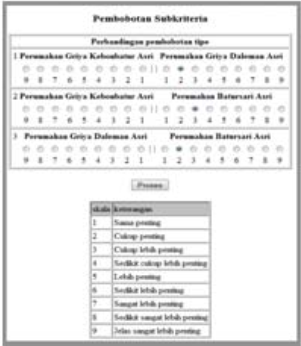 Pembobotan Subkriteria
Perbandingan pembobotan tipo
1 Perumahan Griya Kebonbatur Asri Perumahan Griya Daleman Asri
9 8 7 6 5 4 3 2 1 || 1 2 3 4 5 6 7 8 9
2 Perumahan Griya Kebonbatur Asri Perumahan Batursari Asri
9 8 7 6 5 4 3 2 1 || 1 2 3 4 5 6 7 8 9
3 Perumahan Griya Daleman Asri Perumahan Batursari Asri
9 8 7 6 5 4 3 2 1 || 1 2 3 4 5 6 7 8 9
Proses
skala keterangan
1 Sama penting
2 Cukup penting
3 Cukup lebih penting
4 Sedikit cukup lebih penting
5 Lebih penting
6 Sedikit lebih penting
7 Sangat lebih penting
8 Sedikit sangat lebih penting
9 Jelas sangat lebih penting